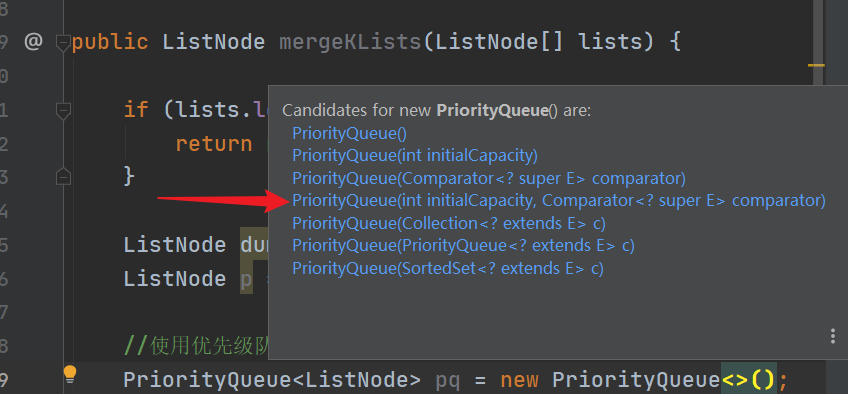 8
9 @ public ListNode mergeKLists(ListNode[] lists) {
0
1 if (lists.l
Candidates for new PriorityQueue() are:
PriorityQueue()
2 return
PriorityQueue(int initialCapacity)
3 }
PriorityQueue(Comparator<? super E> comparator)
PriorityQueue(int initialCapacity, Comparator<? super E> comparator)
PriorityQueue(Collection<? extends E> c)
5 ListNode du
PriorityQueue(PriorityQueue<? extends E> c)
6 ListNode p =
PriorityQueue(SortedSet<? extends E> c)
7
8 //使用优先级队
9 PriorityQueue<ListNode> pq = new PriorityQueue<>();